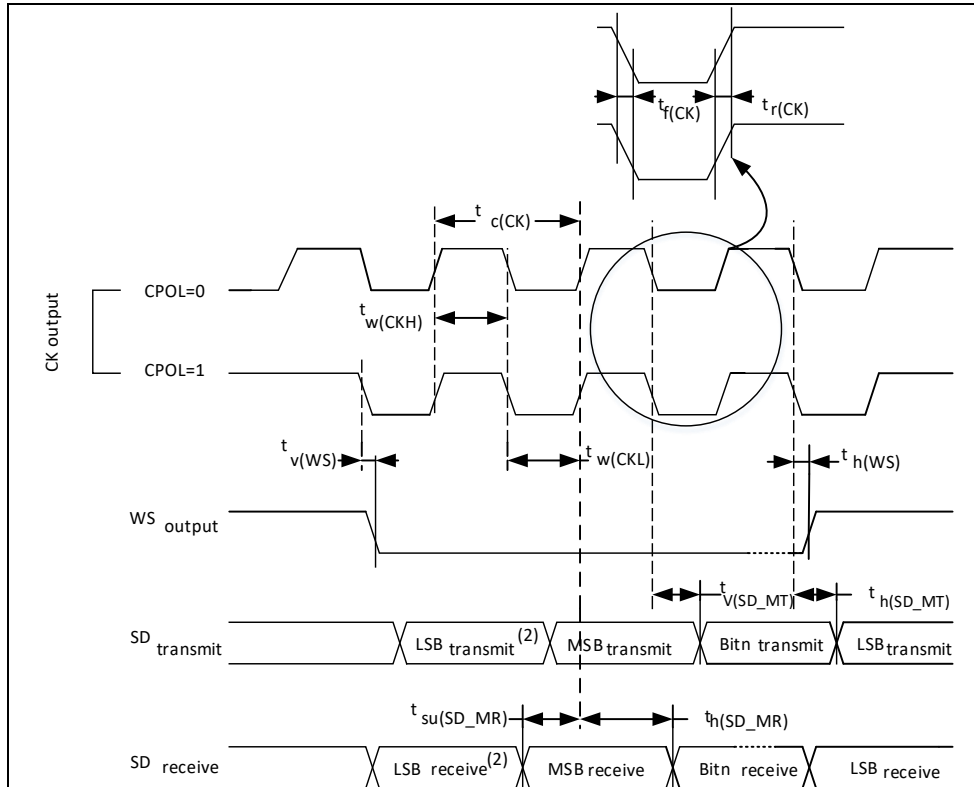 t f(CK) t r(CK)
t c(CK)
CK output
CPOL=0
t w(CKH)
CPOL=1
t v(WS) t w(CKL) t h(WS)
WS output
t V(SD_MT) t h(SD_MT)
SD transmit LSB transmit(2) MSB transmit Bitn transmit LSB transmit
t su(SD_MR) t h(SD_MR)
SD receive LSB receive(2) MSB receive Bitn receive LSB receive